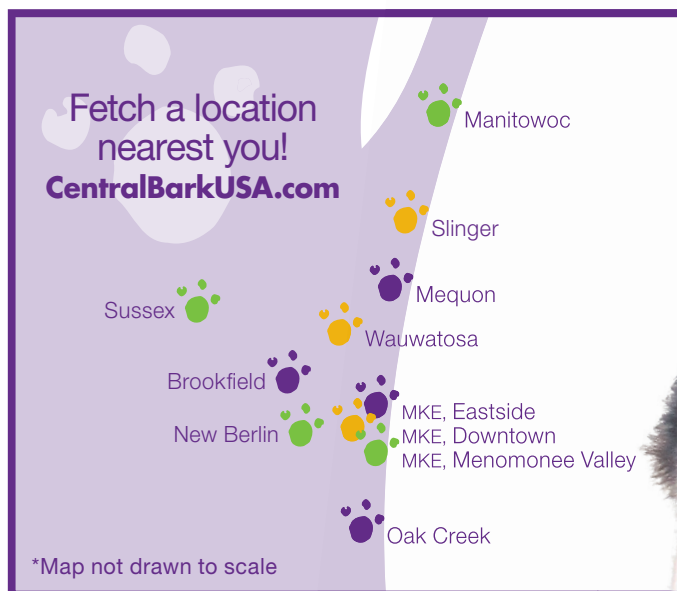 Fetch a location
nearest you!
CentralBarkUSA.com
Manitowoc
Slinger
Mequon
Sussex
Wauwatosa
Brookfield
MKE, Eastside
New Berlin
MKE, Downtown
MKE, Menomonee Valley
Oak Creek
*Map not drawn to scale